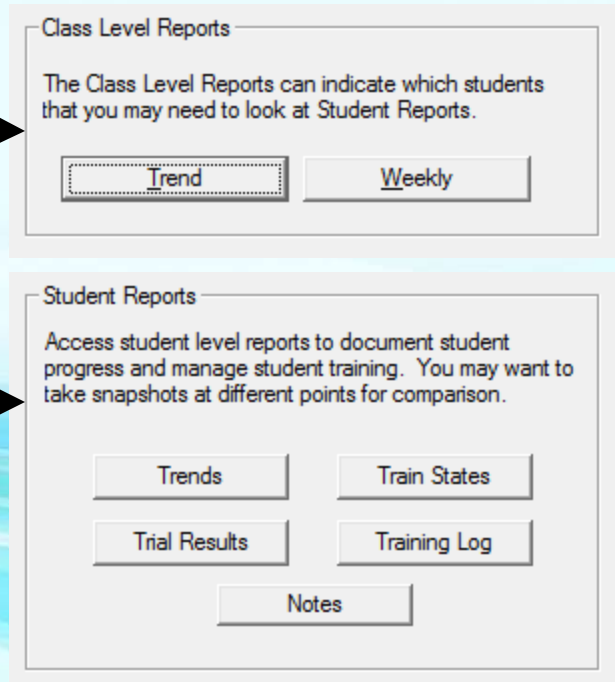 Class Level Reports
The Class Level Reports can indicate which students
that you may need to look at Student Reports.
Trend
Weekly
Student Reports
Access student level reports to document student
progress and manage student training. You may want to
take snapshots at different points for comparison.
Trends
Train States
Trial Results
Training Log
Notes